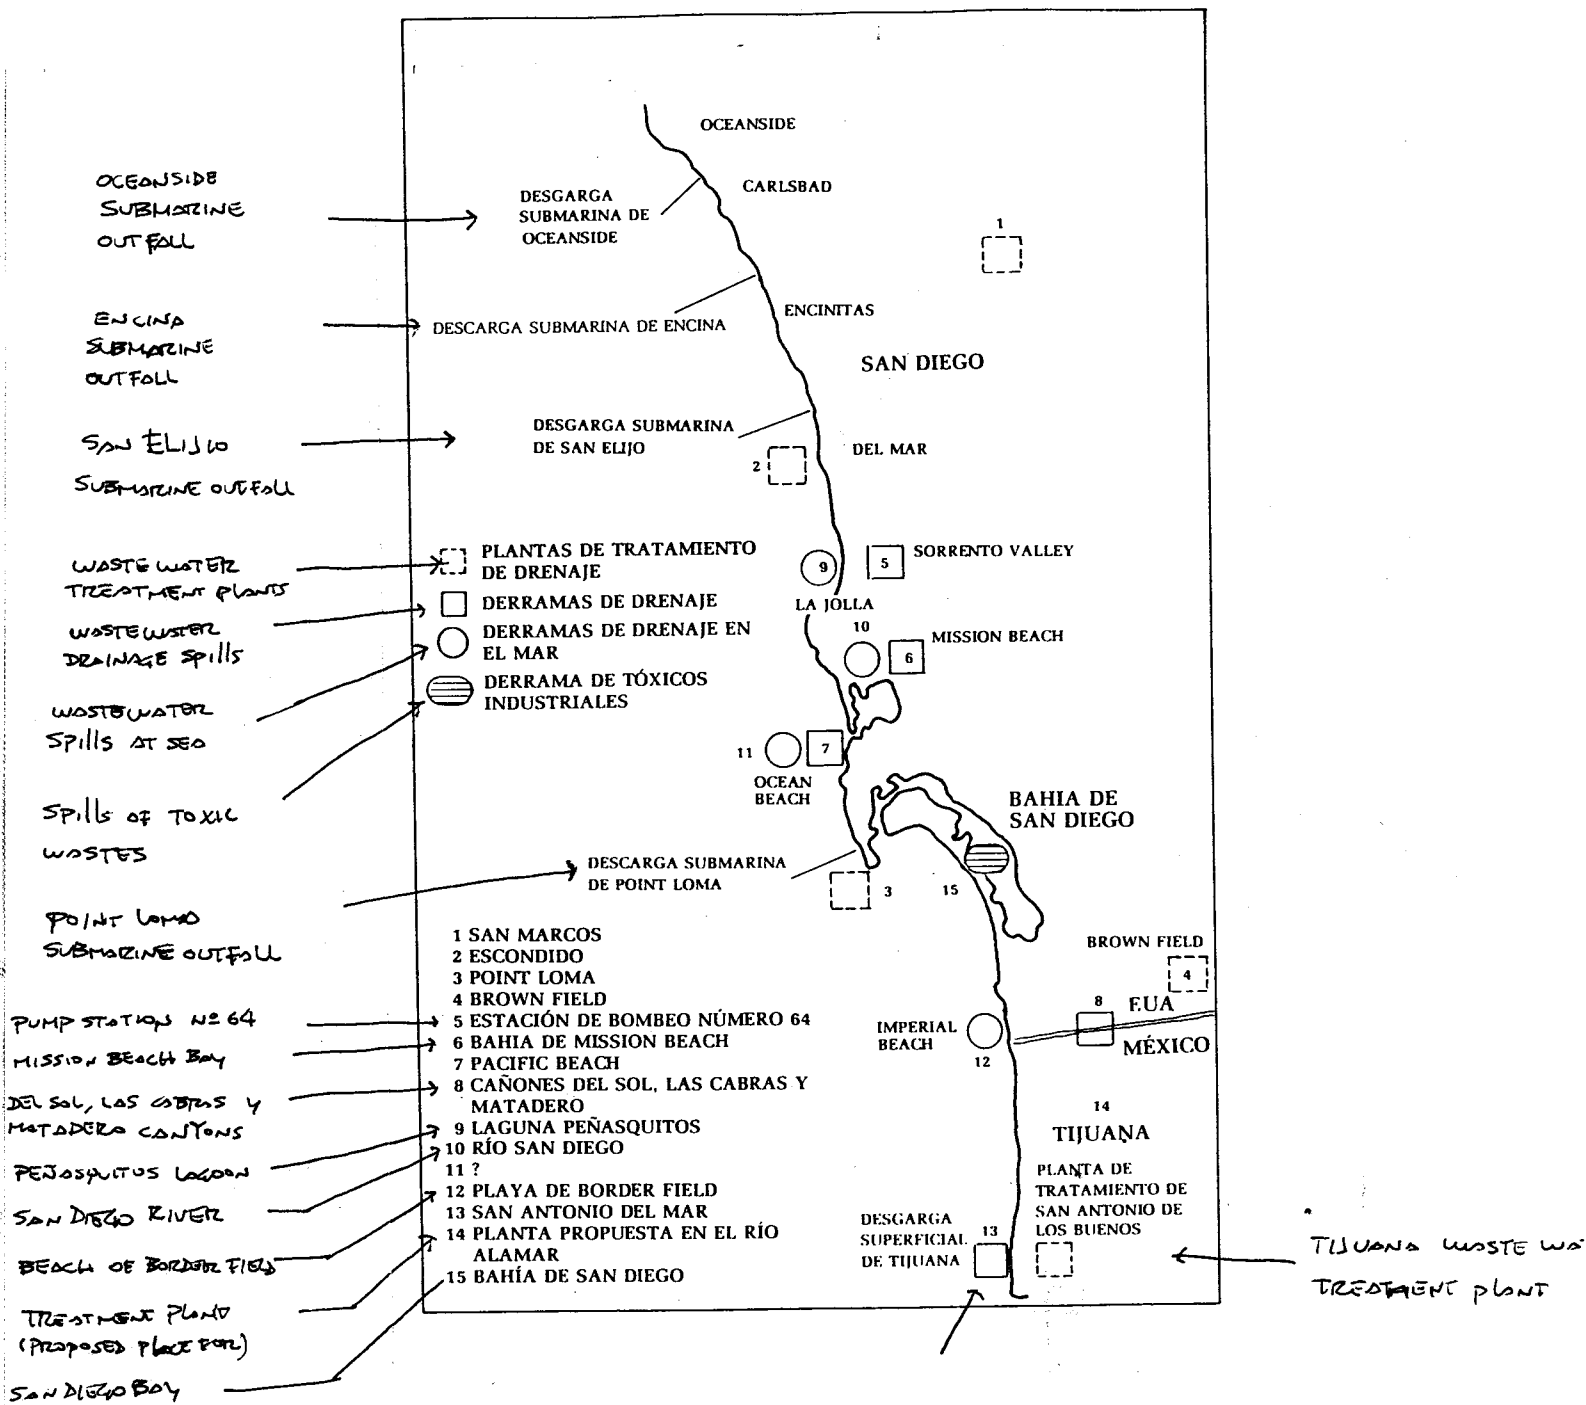 OCEANSIDE
SUBMARINE
OUTFALL
ENCINA
SUBMARINE
OUTFALL
SAN ELIJIO
SUBMARINE OUTFALL
WASTE WATER
TREATMENT PLANTS
WASTEWATER
DRAINAGE SPILLS
WASTEWATER
SPILLS AT SEA
SPILLS OF TOXIC
WASTES
POINT LOMA
SUBMARINE OUTFALL
PUMP STATION Nº 64
MISSION BEACH BAY
DEL SOL, LAS CABRAS Y
MATADERO CANYONS
PEÑASQUITOS LAGOON
SAN DIEGO RIVER
BEACH OF BORDER FIELD
TREATMENT PLANT
(PROPOSED PLACE FOR)
SAN DIEGO BAY
OCEANSIDE
CARLSBAD
DESGARGA
SUBMARINA DE
OCEANSIDE
1
ENCINITAS
DESCARGA SUBMARINA DE ENCINA
SAN DIEGO
DESGARGA SUBMARINA
DE SAN ELIJO
DEL MAR
2
PLANTAS DE TRATAMIENTO
DE DRENAJE
DERRAMAS DE DRENAJE
DERRAMAS DE DRENAJE EN
EL MAR
DERRAMA DE TÓXICOS
INDUSTRIALES
9
5
SORRENTO VALLEY
LA JOLLA
10
6
MISSION BEACH
11
7
OCEAN
BEACH
BAHIA DE
SAN DIEGO
DESCARGA SUBMARINA
DE POINT LOMA
3
15
BROWN FIELD
4
8
EUA
MÉXICO
IMPERIAL
BEACH
12
14
TIJUANA
PLANTA DE
TRATAMIENTO DE
SAN ANTONIO DE
LOS BUENOS
DESGARGA
SUPERFICIAL
DE TIJUANA
13
1 SAN MARCOS
2 ESCONDIDO
3 POINT LOMA
4 BROWN FIELD
5 ESTACIÓN DE BOMBEO NÚMERO 64
6 BAHIA DE MISSION BEACH
7 PACIFIC BEACH
8 CAÑONES DEL SOL, LAS CABRAS Y
MATADERO
9 LAGUNA PEÑASQUITOS
10 RÍO SAN DIEGO
11 ?
12 PLAYA DE BORDER FIELD
13 SAN ANTONIO DEL MAR
14 PLANTA PROPUESTA EN EL RÍO
ALAMAR
15 BAHÍA DE SAN DIEGO
TIJUANA WASTE WA
TREATMENT PLANT